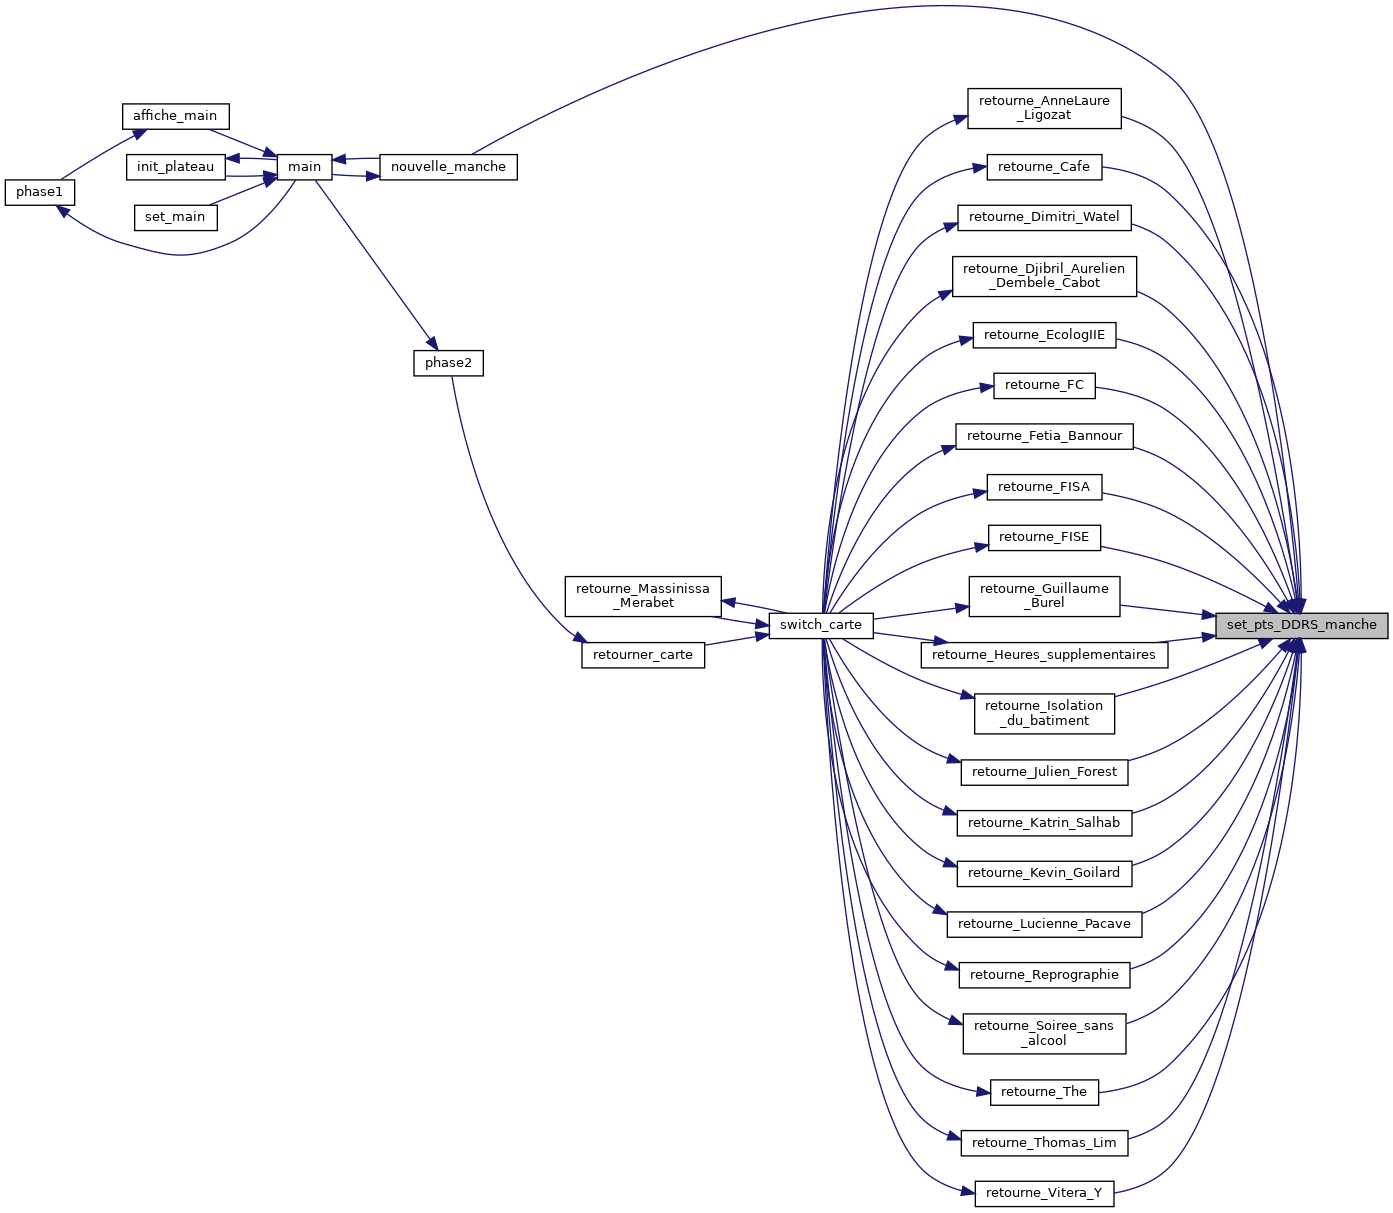 affiche_main
init_plateau
main
nouvelle_manche
phase1
set_main
phase2
retourne_Massinissa
_Merabet
retourner_carte
switch_carte
retourne_AnneLaure
_Ligozat
retourne_Cafe
retourne_Dimitri_Watel
retourne_Djibril_Aurelien
_Dembele_Cabot
retourne_EcologIIE
retourne_FC
retourne_Fetia_Bannour
retourne_FISA
retourne_FISE
retourne_Guillaume
_Burel
retourne_Heures_supplementaires
retourne_Isolation
_du_batiment
retourne_Julien_Forest
retourne_Katrin_Salhab
retourne_Kevin_Goilard
retourne_Lucienne_Pacave
retourne_Reprographie
retourne_Soiree_sans
_alcool
retourne_The
retourne_Thomas_Lim
retourne_Vitera_Y
set_pts_DDRS_manche